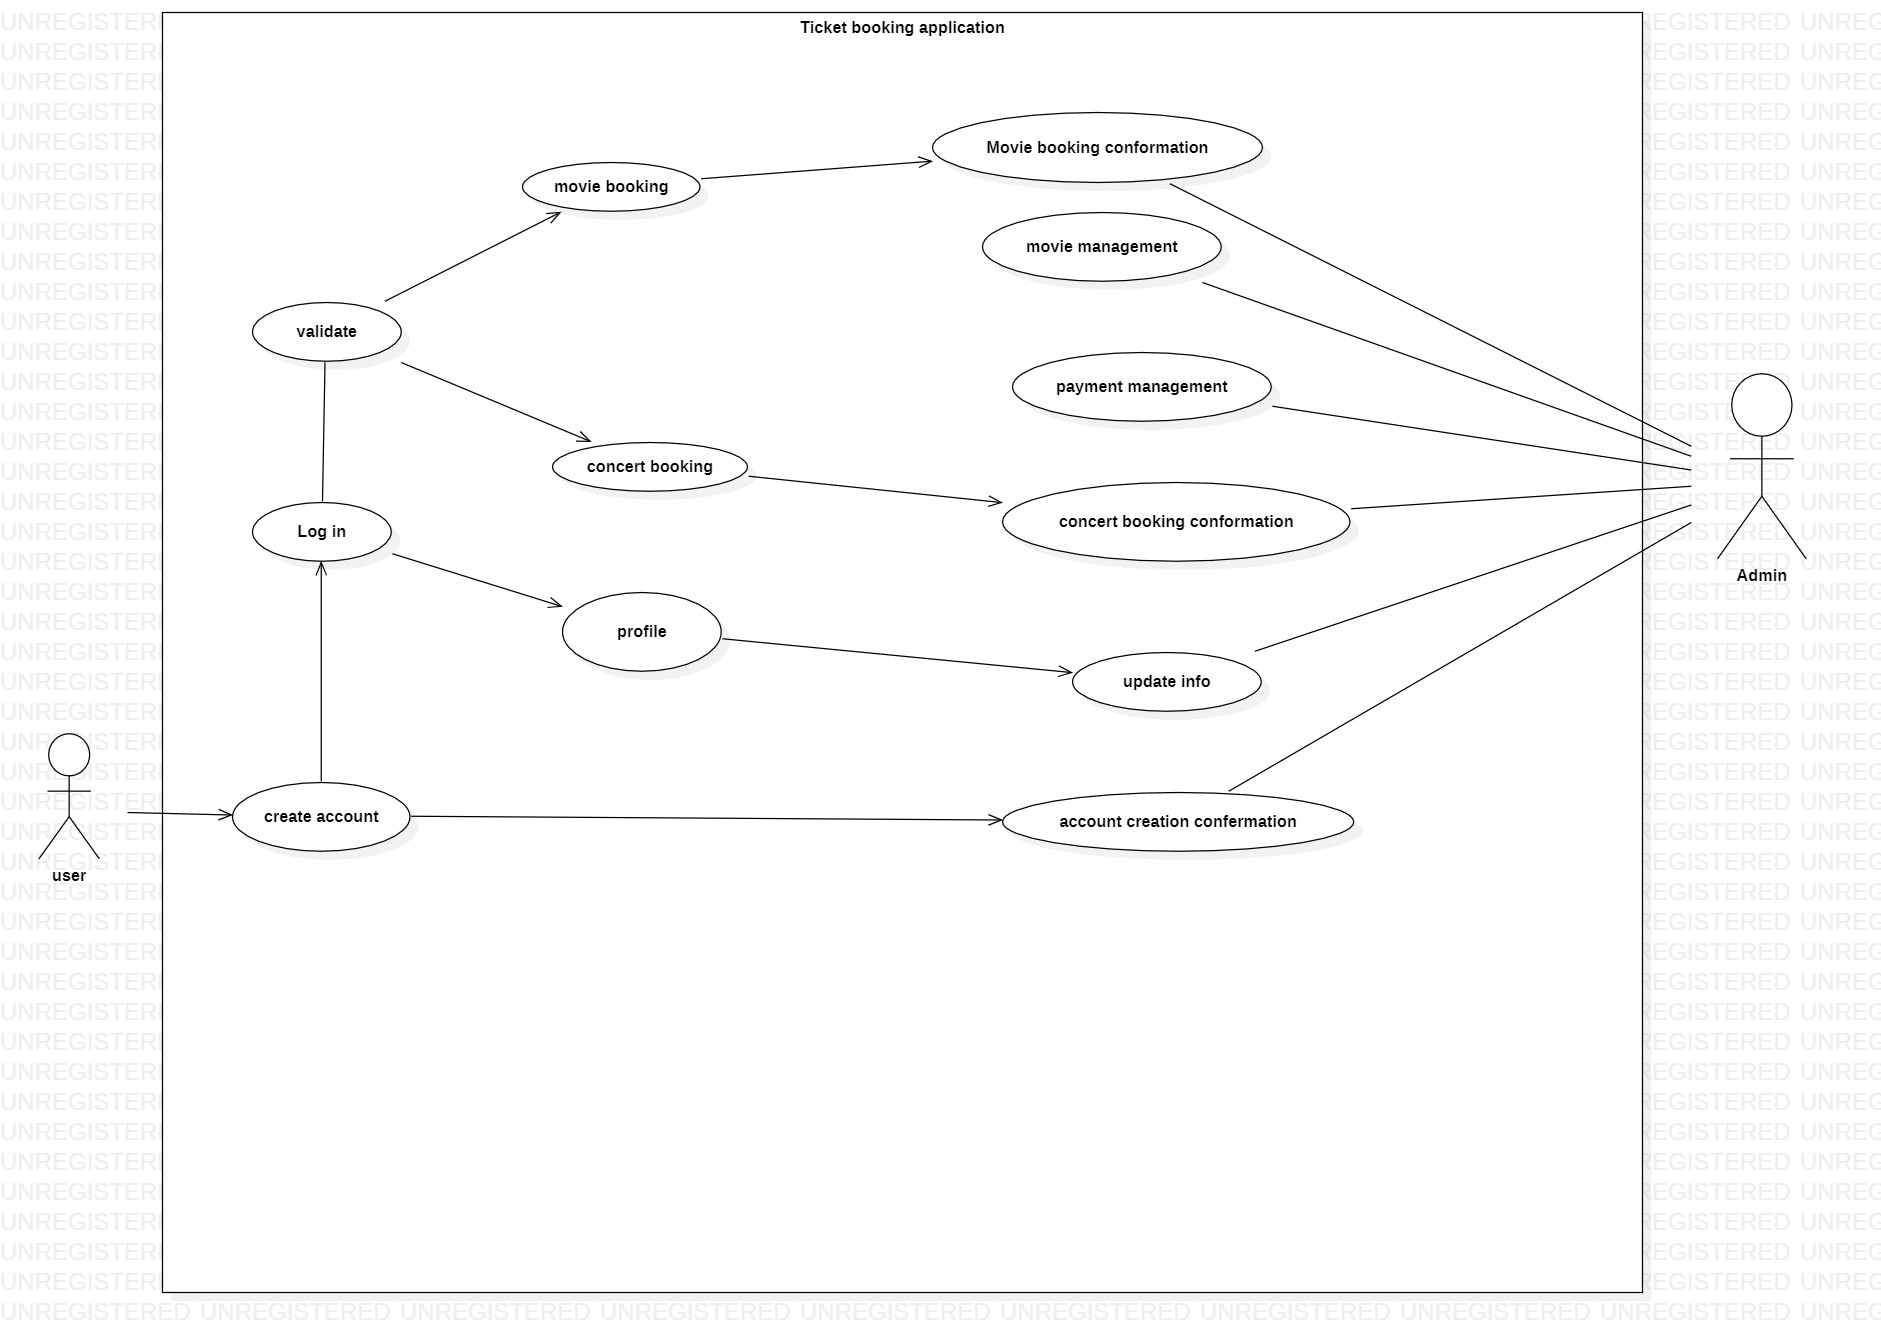 Ticket booking application
Movie booking conformation
movie booking
movie management
validate
payment management
concert booking
concert booking conformation
Log in
Admin
profile
update info
create account
account creation confermation
user
UNREGISTERED UNREGISTERED UNREGISTERED UNREGISTERED UNREGISTERED UNREGISTERED UNREGISTERED UNREGISTERED UNREGISTERED UNREG